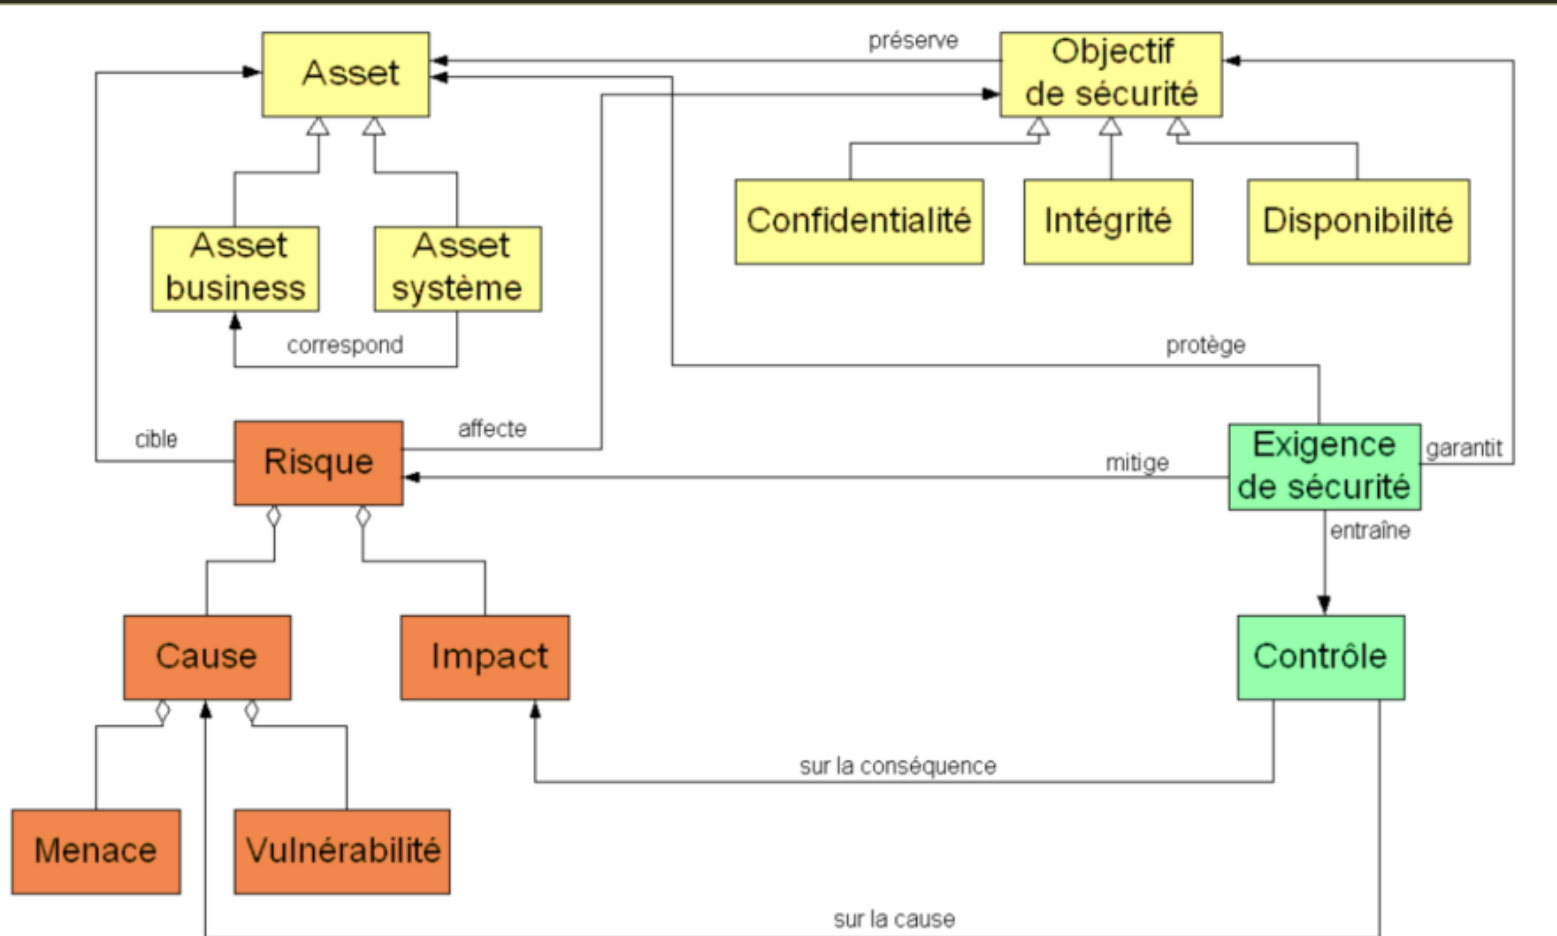 préserve
Asset
Objectif
de sécurité
Confidentialité
Intégrité
Disponibilité
Asset
business
Asset
système
correspond
protège
cible
affecte
Risque
mitige
Exigence
de sécurité
garantit
entraîne
Cause
Impact
Contrôle
sur la conséquence
Menace
Vulnérabilité
sur la cause